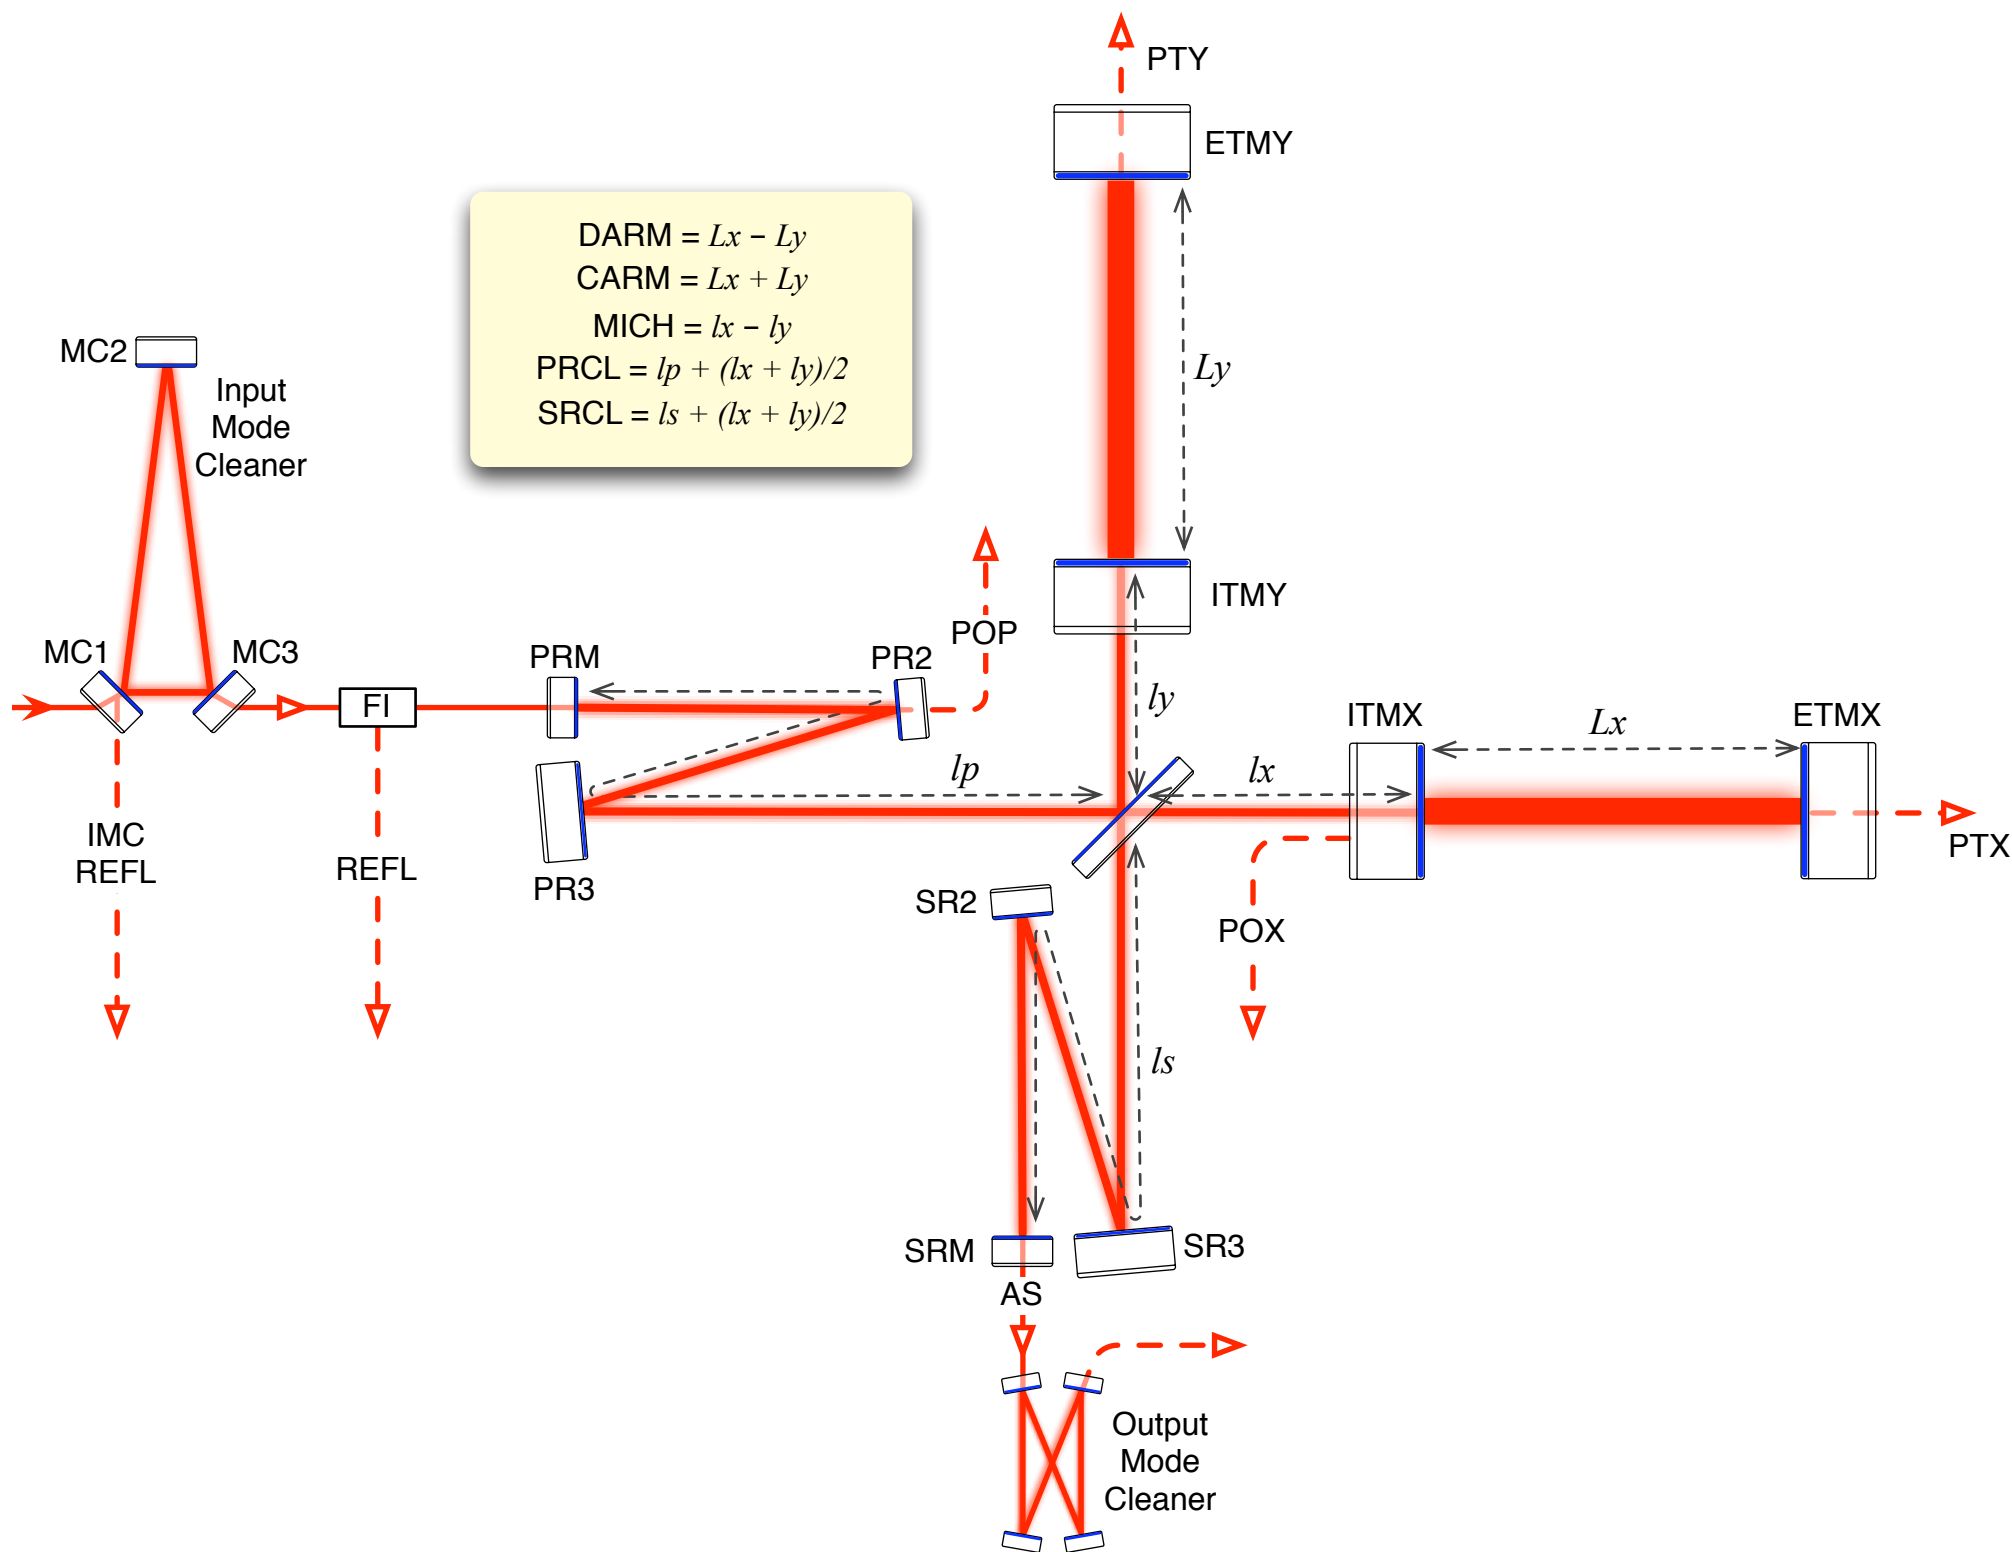 PTY
ETMY
DARM = Lx – Ly
CARM = Lx + Ly
MICH = lx – ly
PRCL = lp + (lx + ly)/2
SRCL = ls + (lx + ly)/2
MC2
Input
Mode
Cleaner
Ly
ITMY
POP
MC1
MC3
PRM
PR2
FI
ly
ITMX
Lx
ETMX
lp
lx
IMC
REFL
REFL
PR3
PTX
SR2
POX
ls
SRM
SR3
AS
Output
Mode
Cleaner